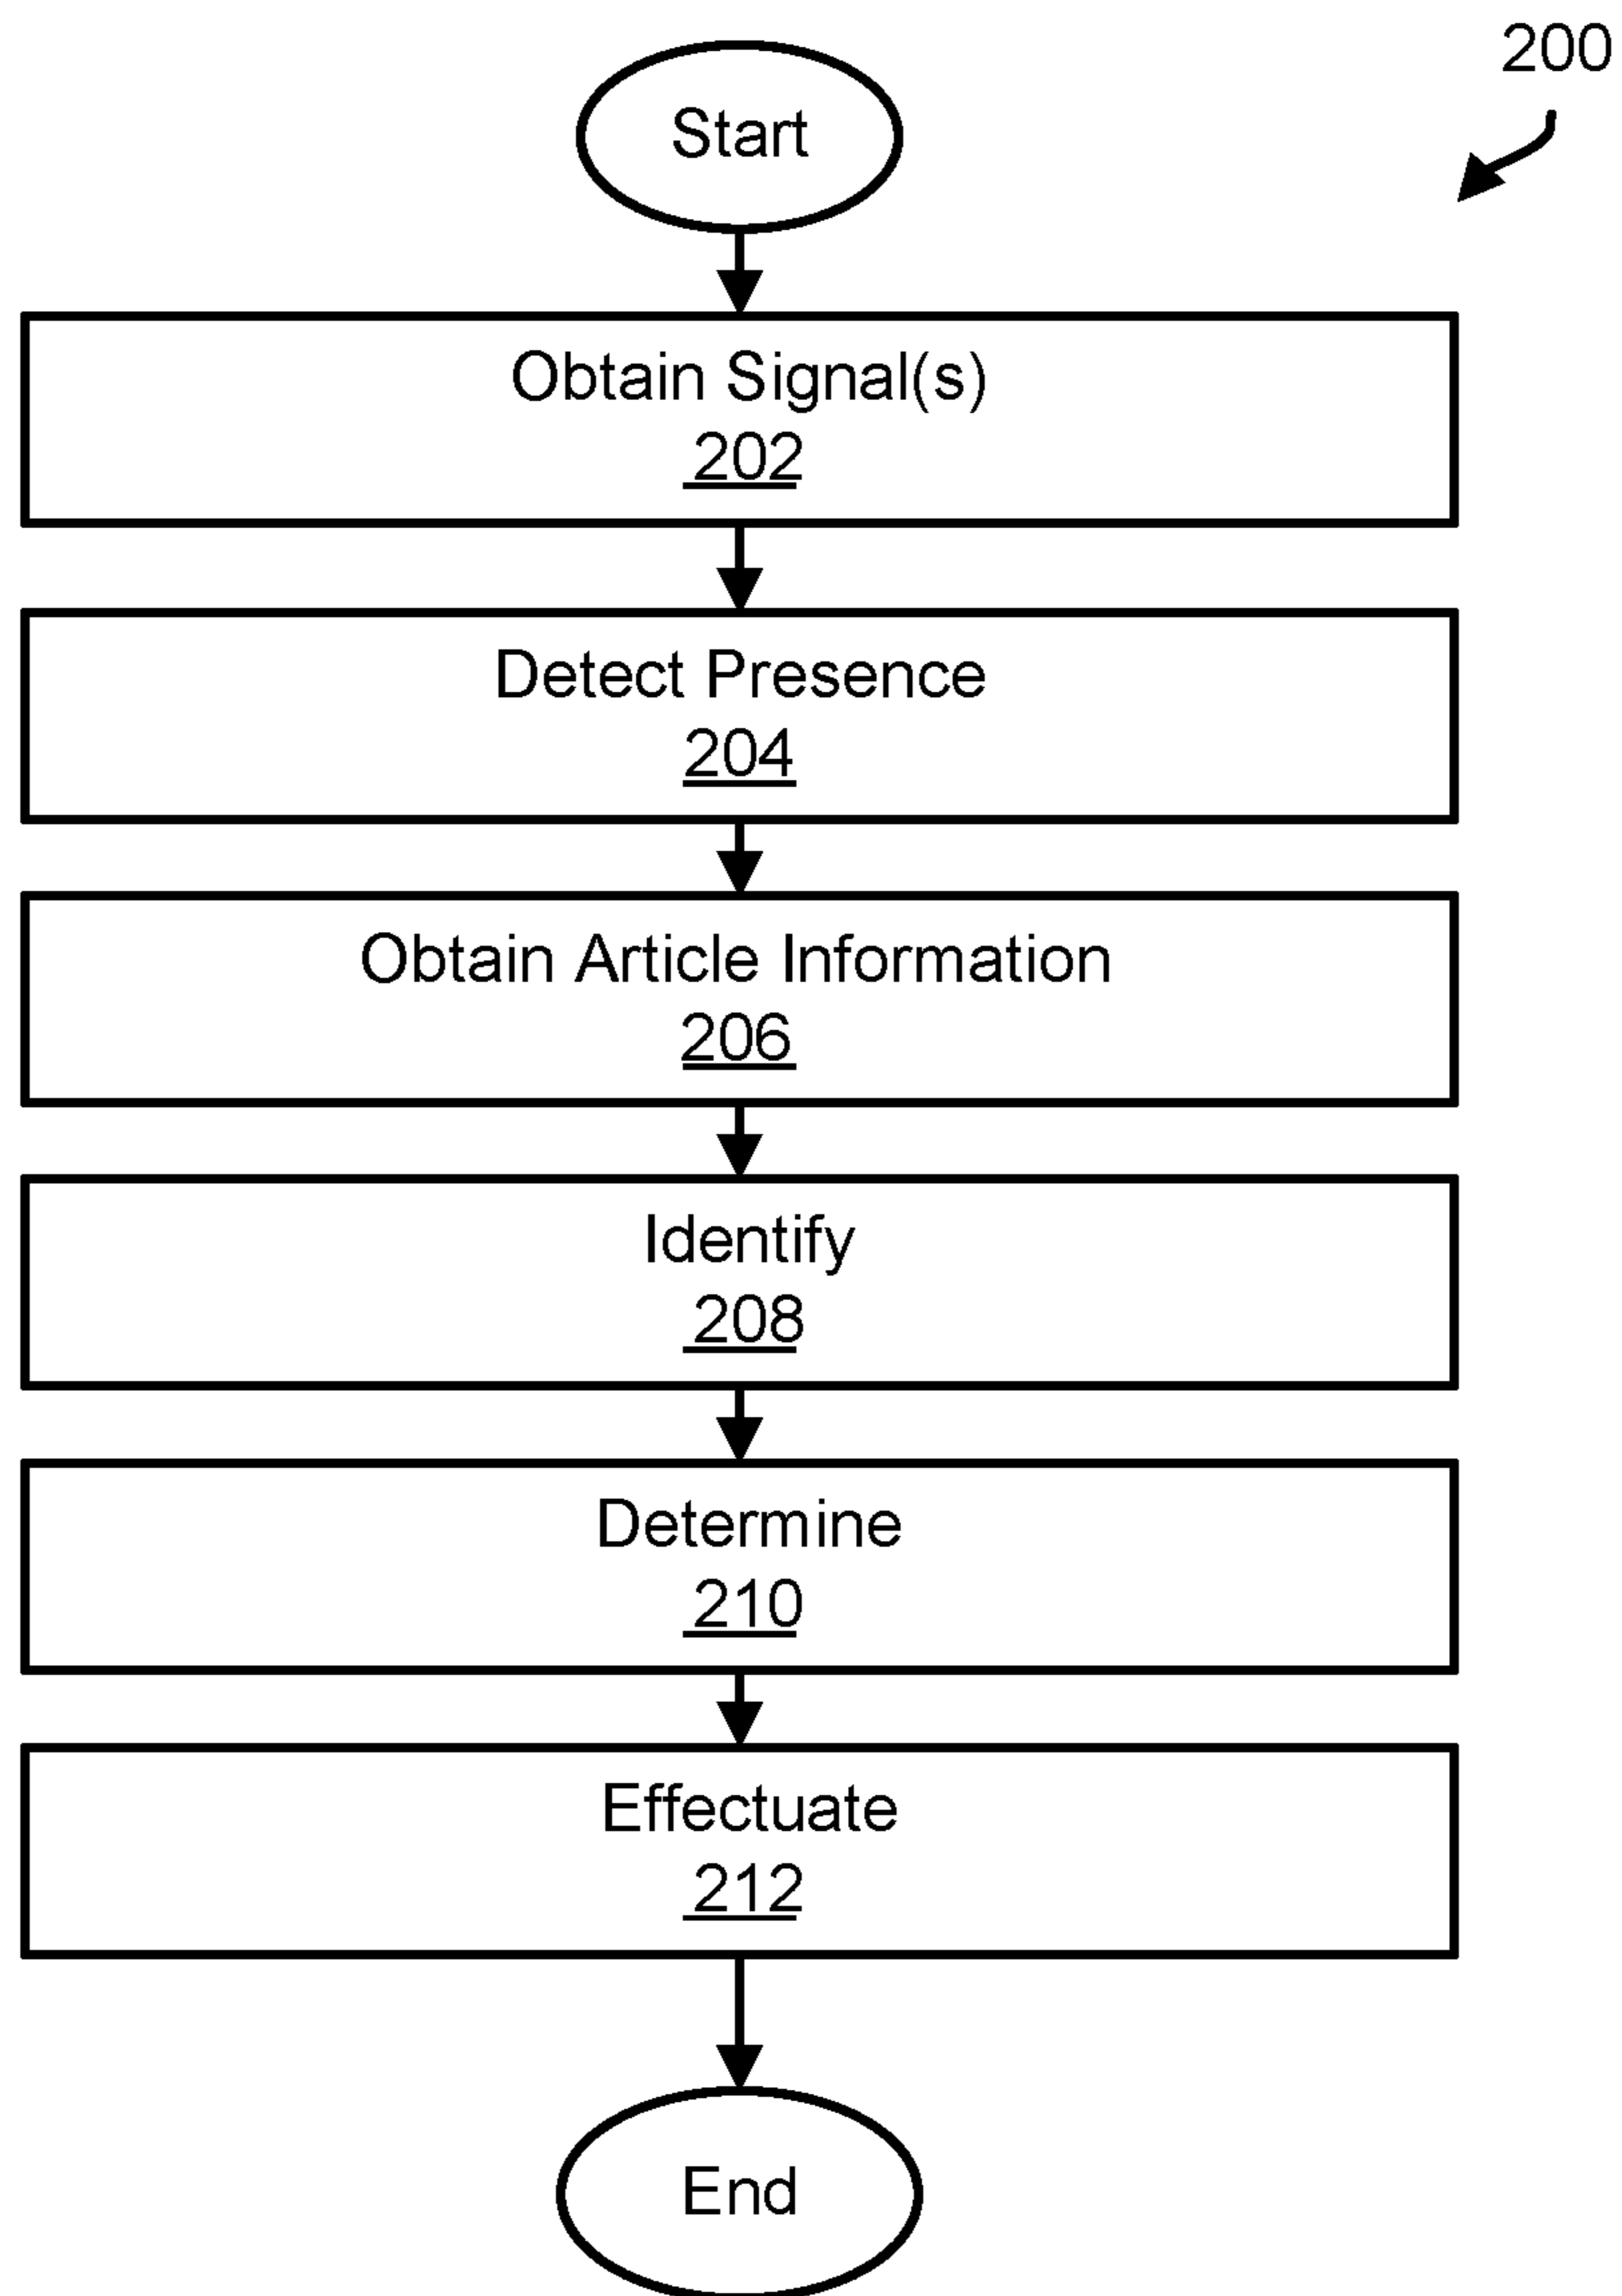 200
Start
Obtain Signal(s)
202
Detect Presence
204
Obtain Article Information
206
Identify
208
Determine
210
Effectuate
212
End